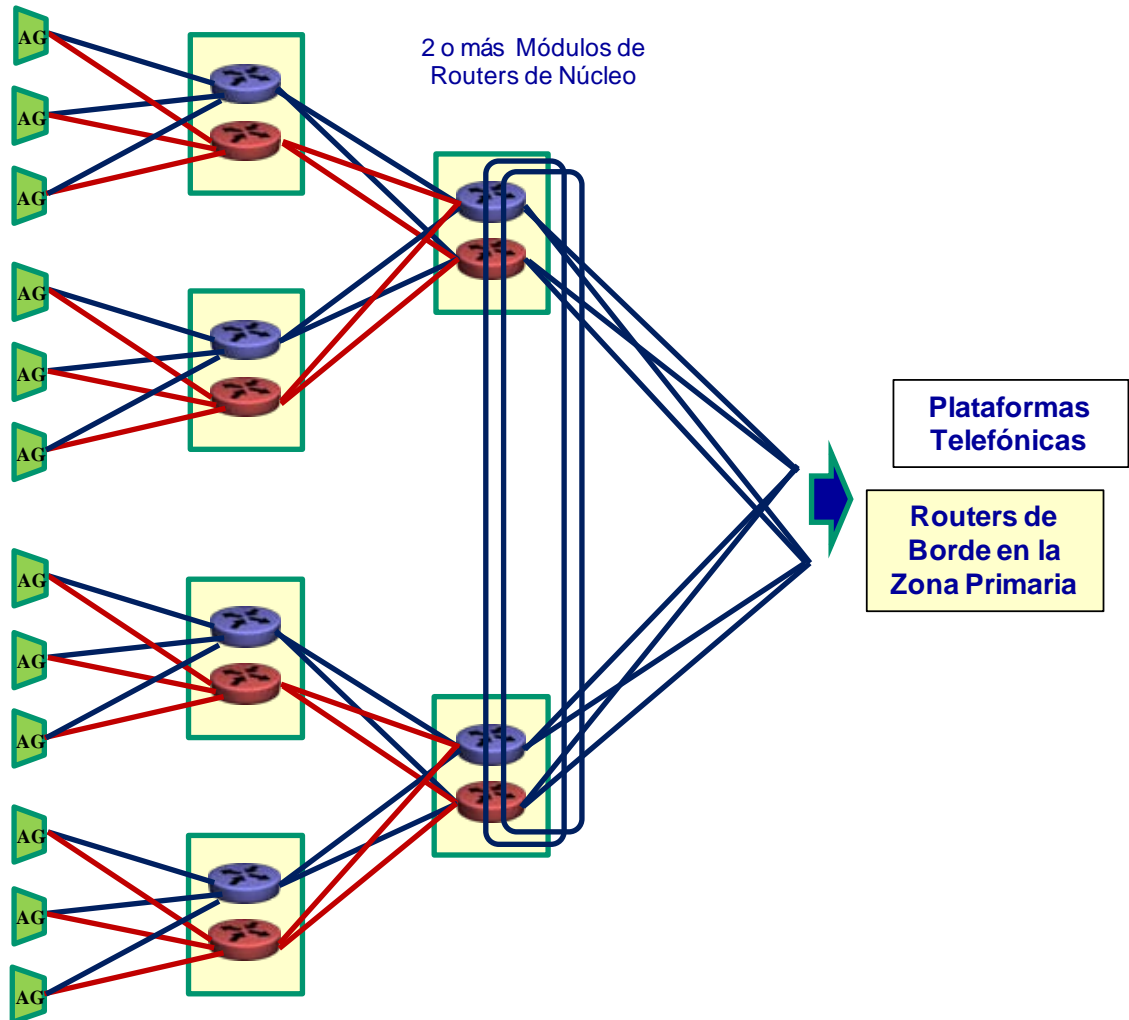 AG
2 o más Módulos de
Routers de Núcleo
AG
AG
AG
AG
AG
Plataformas
Telefónicas
Routers de
Borde en la
Zona Primaria
AG
AG
AG
AG
AG
AG